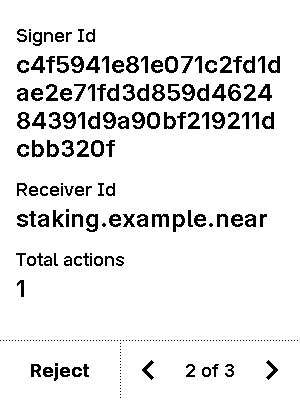 Signer Id
c4f5941e81e071c2fd1d
ae2e71fd3d859d4624
84391d9a90bf219211d
cbb320f
Receiver Id
staking.example.near
Total actions
1
Reject
2 of 3